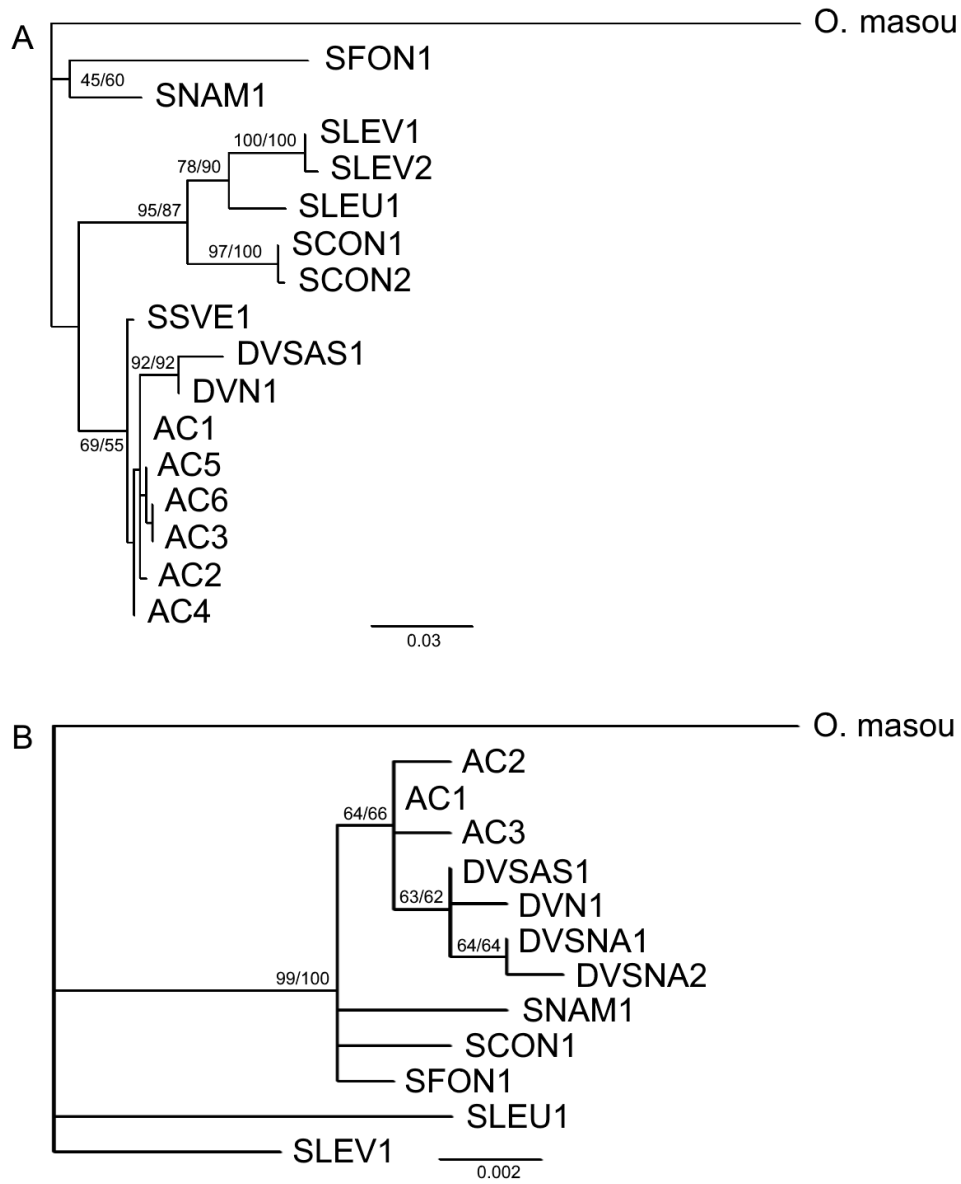 A
O. masou
SFON1
45/60
SNAM1
SLEV1
100/100
SLEV2
78/90
SLEU1
95/87
SCON1
97/100
SCON2
SSVE1
DVSAS1
92/92
DVN1
AC1
69/55
AC5
AC6
AC3
AC2
AC4
0.03
B
O. masou
AC2
AC1
64/66
AC3
DVSAS1
63/62
DVN1
DVSNA1
64/64
DVSNA2
99/100
SNAM1
SCON1
SFON1
SLEU1
SLEV1
0.002